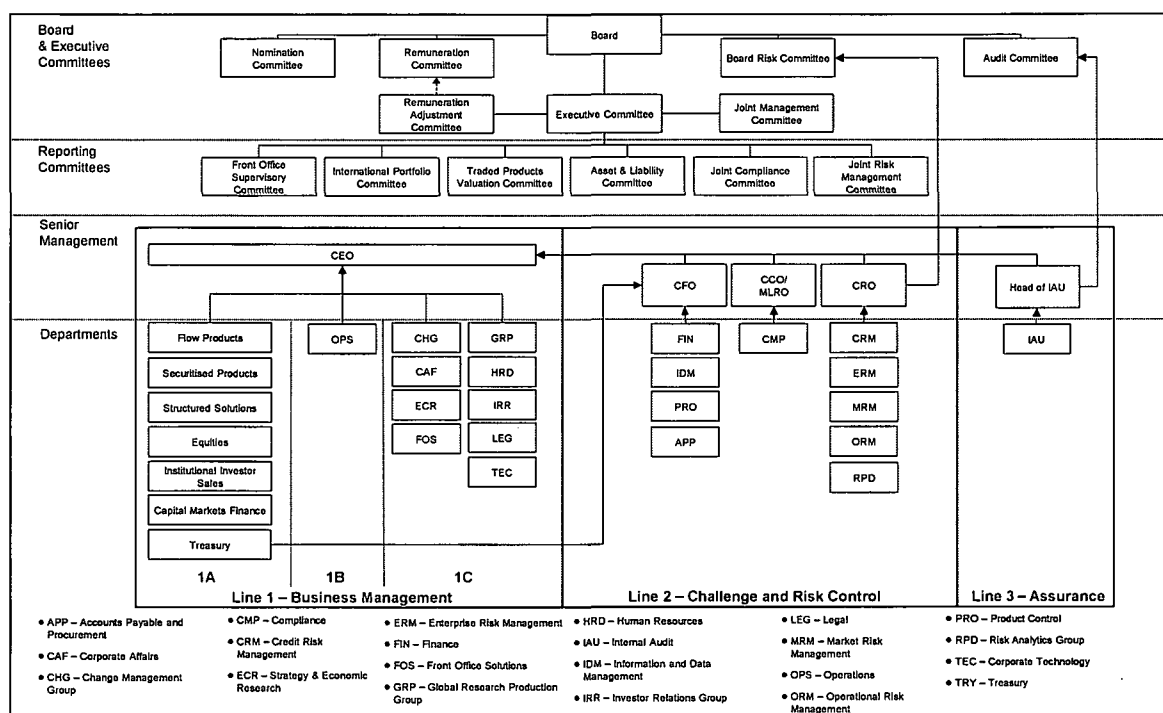 Board
& Executive
Committees
Board
Nomination
Committee
Remuneration
Committee
Board Risk Committee
Audit Committee
Remuneration
Adjustment
Committee
Executive Committee
Joint Management
Committee
Reporting
Committees
Front Office
Supervisory
Committee
International Portfolio
Committee
Traded Products
Valuation Committee
Asset & Liability
Committee
Joint Compliance
Committee
Joint Risk
Management
Committee
Senior
Management
CEO
CFO
CCO/
MLRO
CRO
Head of IAU
Departments
Flow Products
OPS
CHG
GRP
FIN
CMP
CRM
IAU
Securitised Products
CAF
HRD
IDM
ERM
Structured Solutions
ECR
IRR
PRO
MRM
Equities
FOS
LEG
APP
ORM
Institutional Investor
Sales
TEC
RPD
Capital Markets Finance
Treasury
1A
1B
1C
Line 1 – Business Management
Line 2 – Challenge and Risk Control
Line 3 – Assurance
• APP – Accounts Payable and
Procurement
• CAF – Corporate Affairs
• CHG – Change Management
Group
• CMP – Compliance
• CRM – Credit Risk
Management
• ECR – Strategy & Economic
Research
• ERM – Enterprise Risk Management
• FIN – Finance
• FOS – Front Office Solutions
• GRP – Global Research Production
Group
• HRD – Human Resources
• IAU – Internal Audit
• IDM – Information and Data
Management
• IRR – Investor Relations Group
• LEG – Legal
• MRM – Market Risk
Management
• OPS – Operations
• ORM – Operational Risk
Management
• PRO – Product Control
• RPD – Risk Analytics Group
• TEC – Corporate Technology
• TRY – Treasury